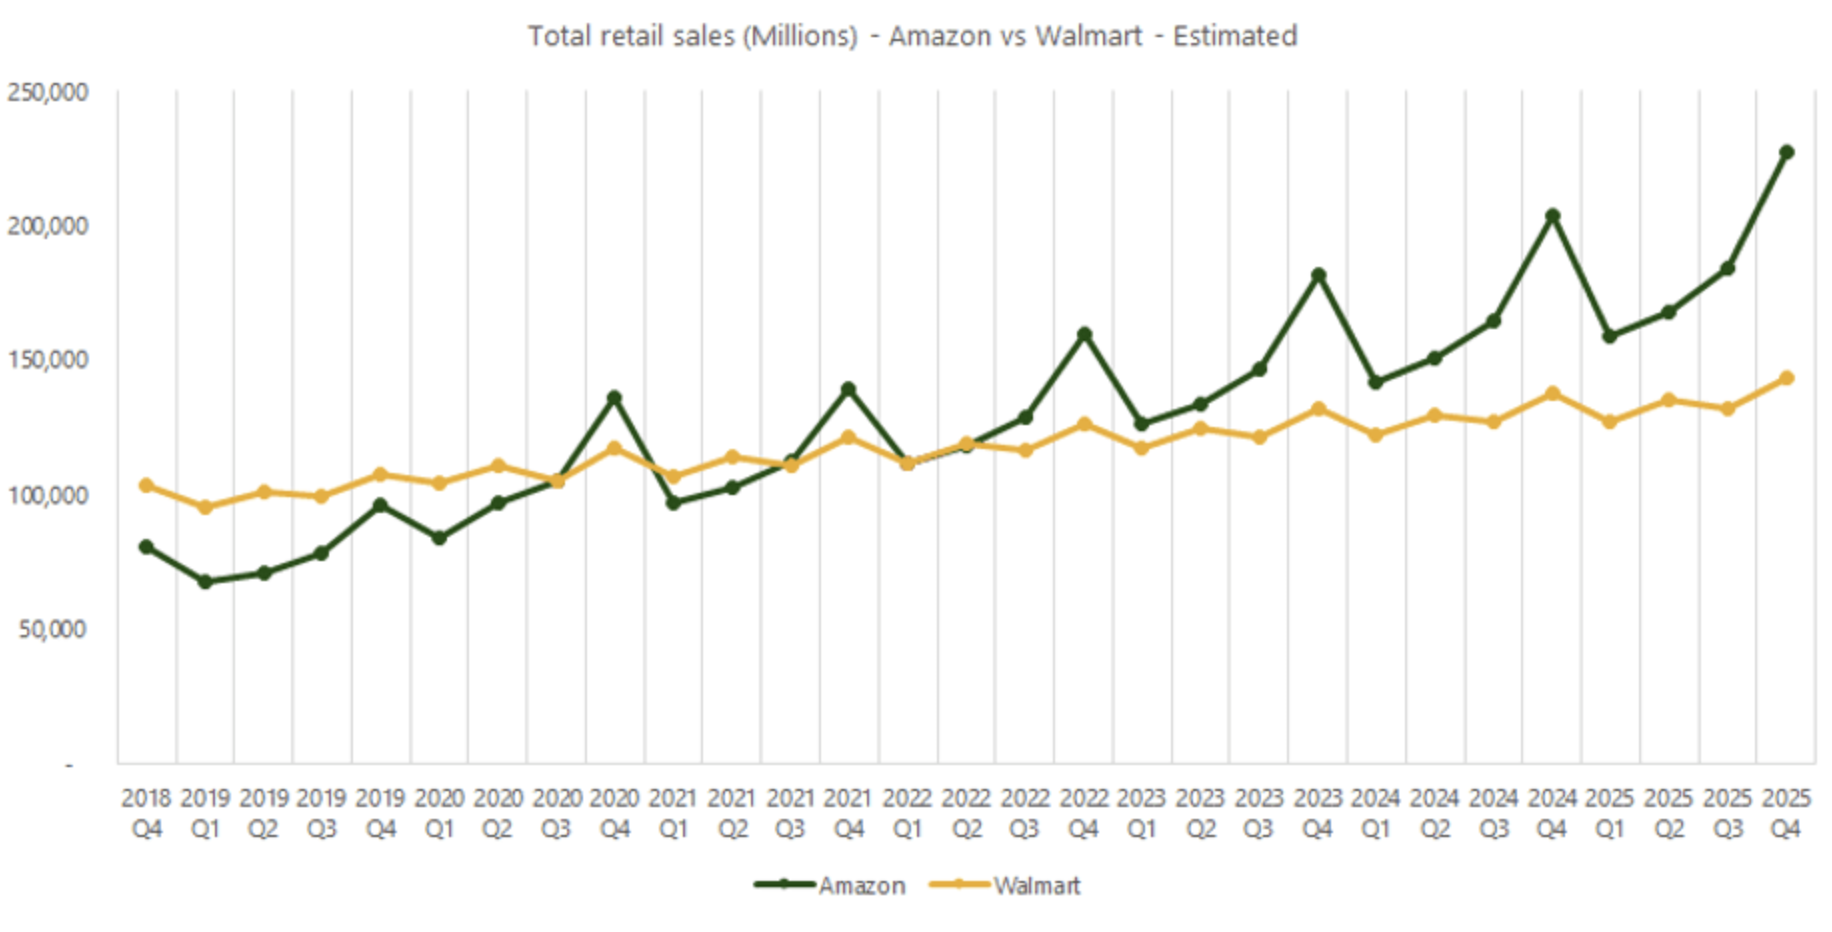 Total retail sales (Millions) - Amazon vs Walmart - Estimated
250,000
200,000
150,000
100,000
50,000
-
2018 2019 2019 2019 2019 2020 2020 2020 2020 2021 2021 2021 2021 2022 2022 2022 2022 2023 2023 2023 2023 2024 2024 2024 2024 2025 2025 2025 2025
Q4 Q1 Q2 Q3 Q4 Q1 Q2 Q3 Q4 Q1 Q2 Q3 Q4 Q1 Q2 Q3 Q4 Q1 Q2 Q3 Q4 Q1 Q2 Q3 Q4 Q1 Q2 Q3 Q4
Amazon Walmart